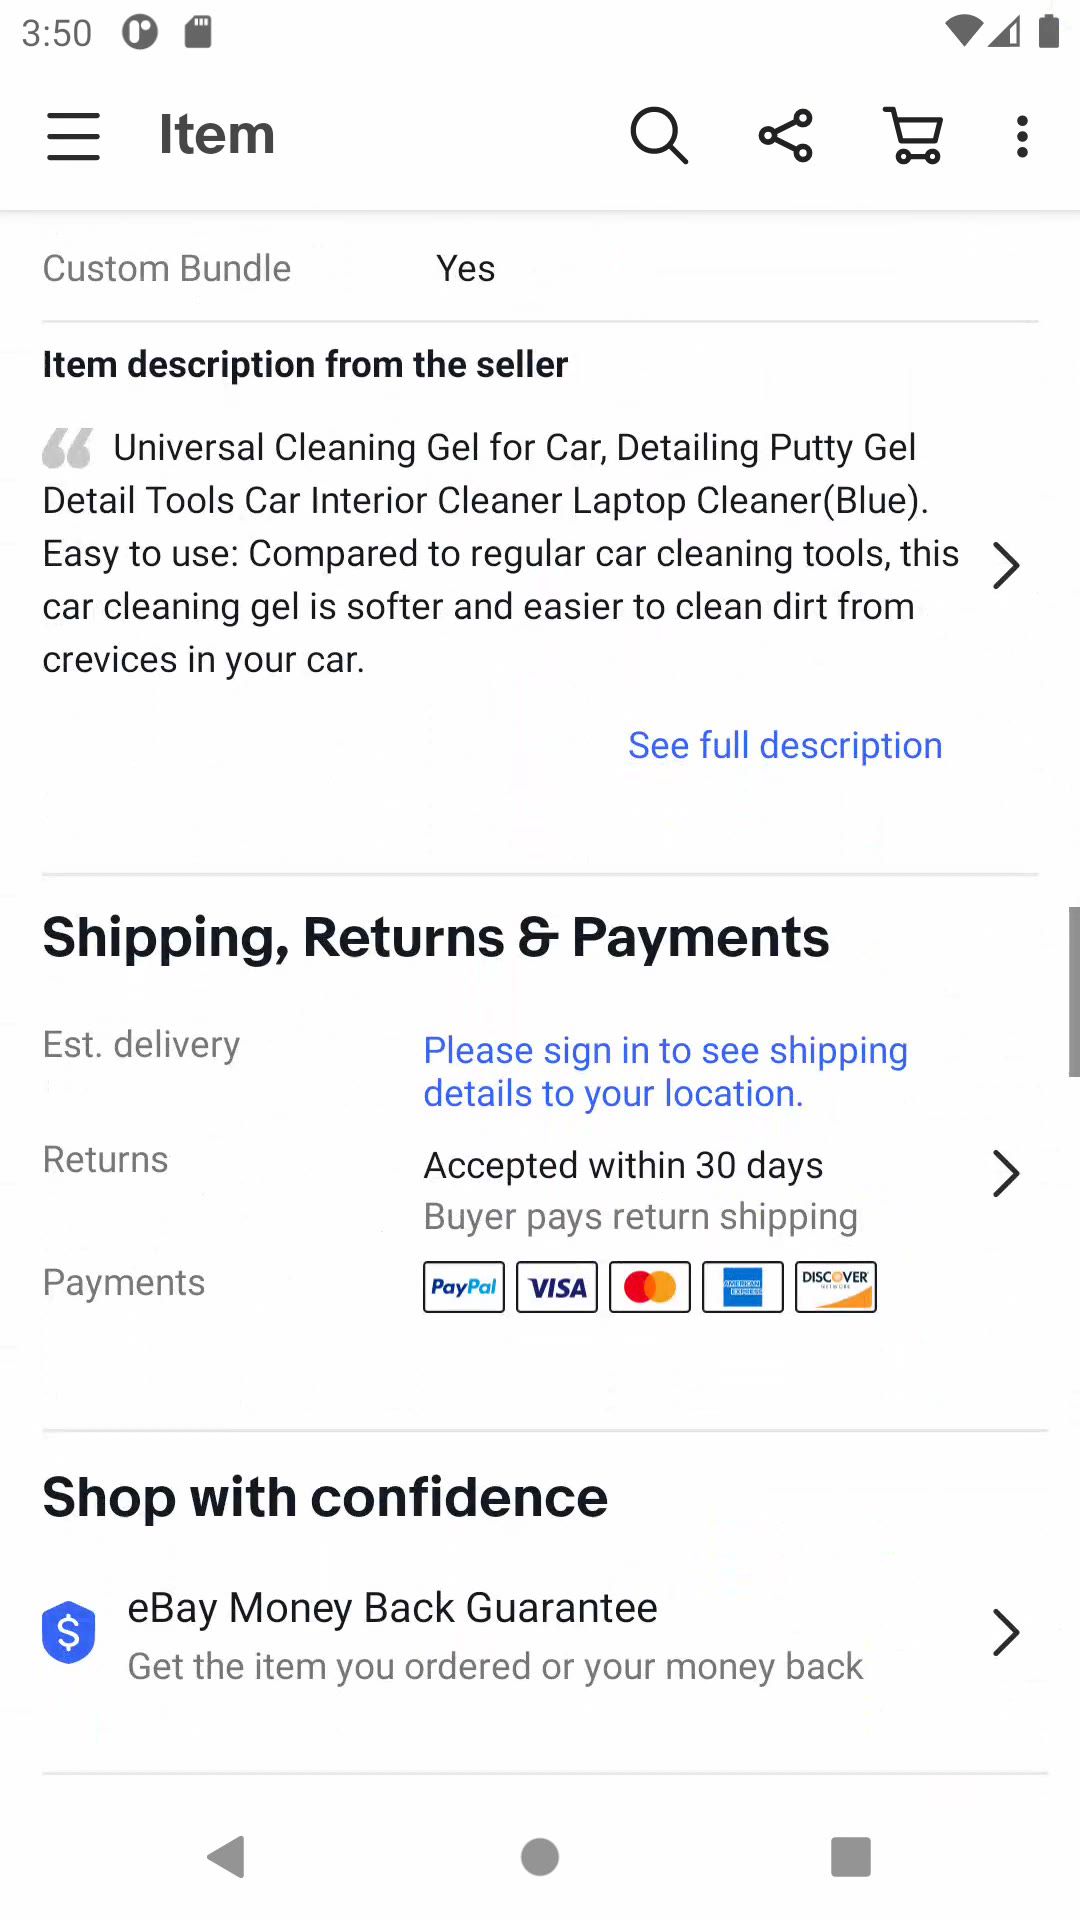 3:50
Item
Custom Bundle Yes
Item description from the seller
Universal Cleaning Gel for Car, Detailing Putty Gel
Detail Tools Car Interior Cleaner Laptop Cleaner(Blue).
Easy to use: Compared to regular car cleaning tools, this
car cleaning gel is softer and easier to clean dirt from
crevices in your car.
See full description
Shipping, Returns & Payments
Est. delivery
Please sign in to see shipping
details to your location.
Returns
Accepted within 30 days
Buyer pays return shipping
Payments
PayPal VISA AMERICAN EXPRESS DISCOVER NETWORK
Shop with confidence
eBay Money Back Guarantee
Get the item you ordered or your money back